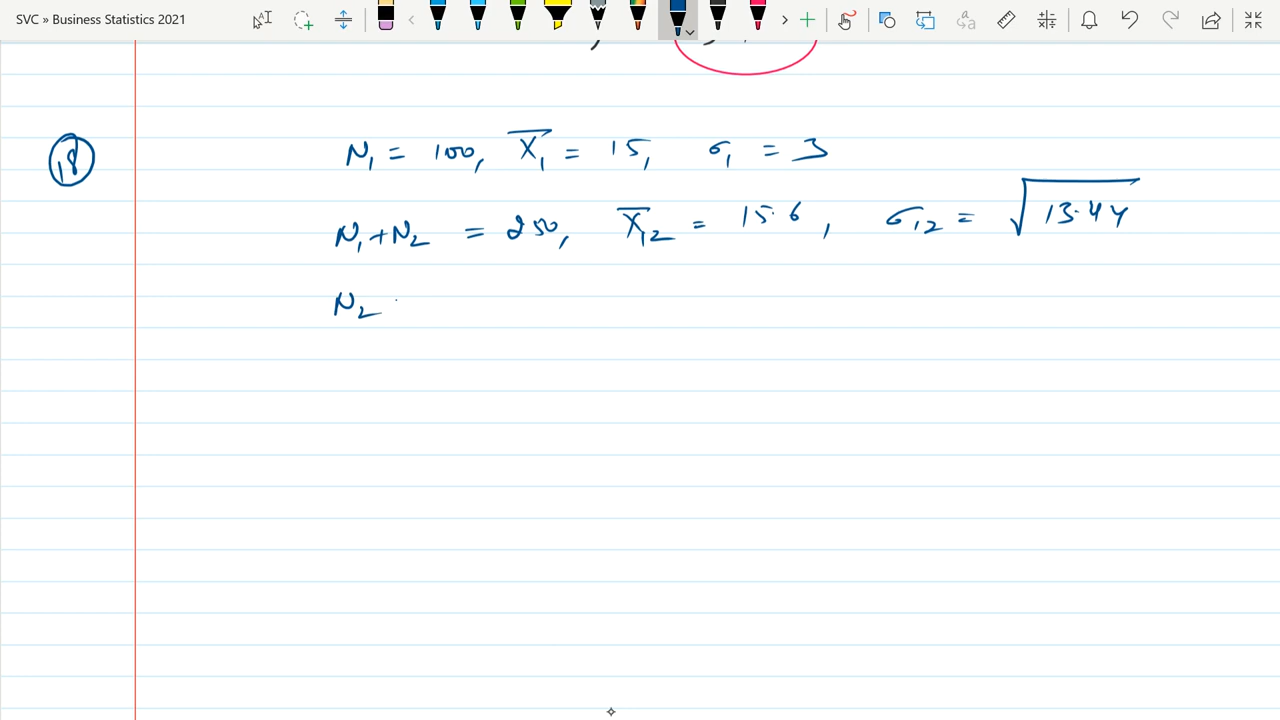 SVC » Business Statistics 2021
18 N₁ = 100, X̅₁ = 15, σ₁ = 3
N₁+N₂ = 250, X̅₁₂ = 15.6, σ₁₂ = √13.44
N₂